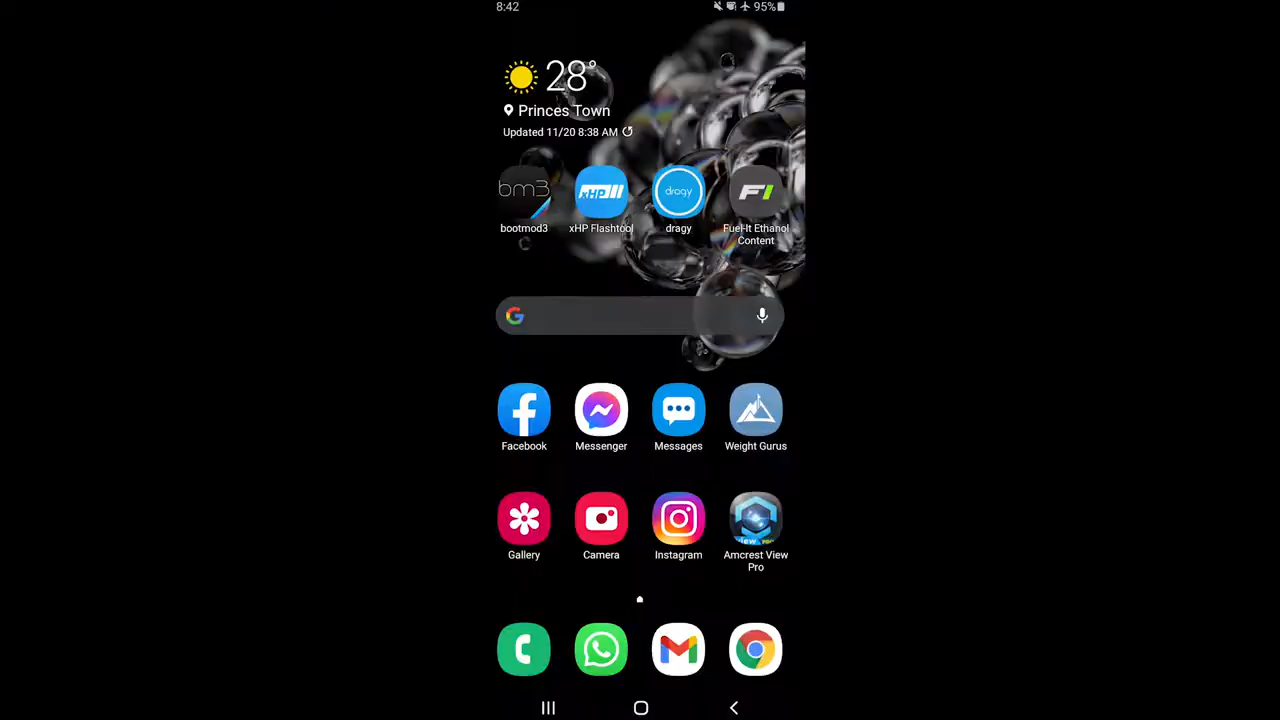 8:42
95%
28°
Princes Town
Updated 11/20 8:38 AM
bm3
xHP
dragy
FI
bootmod3
xHP Flashtool
dragy
Fuel-It Ethanol
Content
Facebook
Messenger
Messages
Weight Gurus
Gallery
Camera
Instagram
Amcrest View
Pro